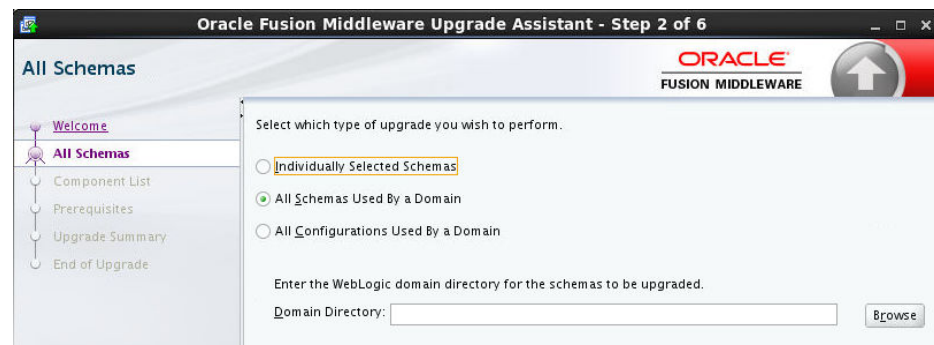 Oracle Fusion Middleware Upgrade Assistant - Step 2 of 6
All Schemas
ORACLE
FUSION MIDDLEWARE
Welcome
All Schemas
Component List
Prerequisites
Upgrade Summary
End of Upgrade
Select which type of upgrade you wish to perform.
Individually Selected Schemas
All Schemas Used By a Domain
All Configurations Used By a Domain
Enter the WebLogic domain directory for the schemas to be upgraded.
Domain Directory:
Browse